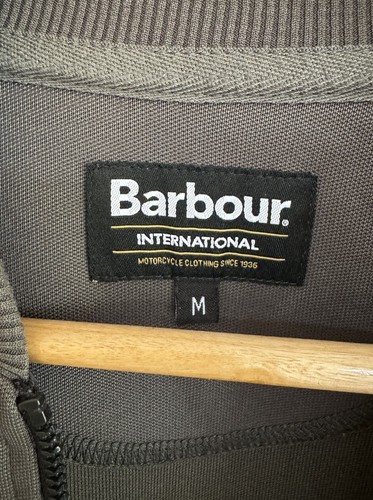 Barbour®
INTERNATIONAL
MOTORCYCLE CLOTHING SINCE 1936
M